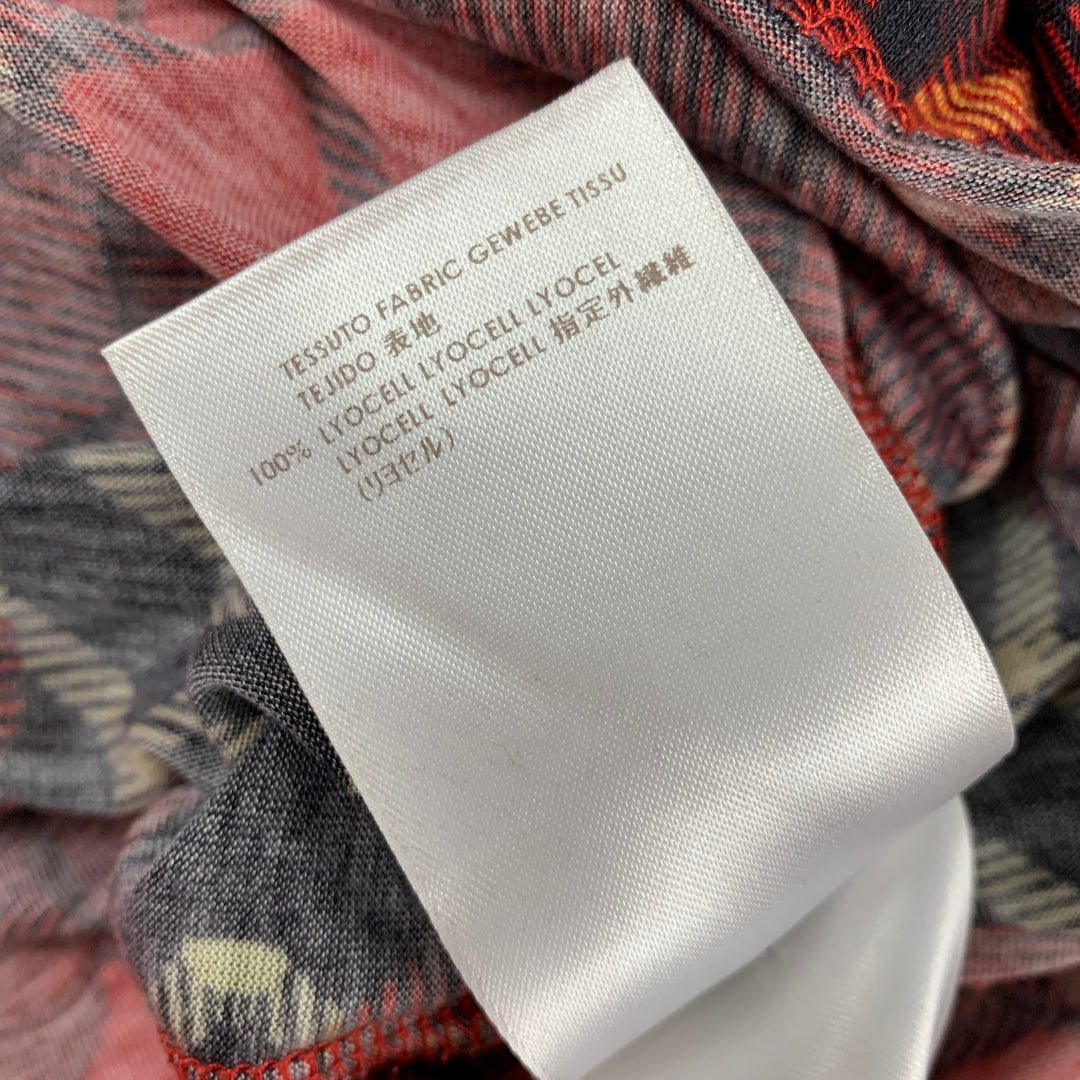 TESSUTO FABRIC GEWEBE TISSU
TEJIDO 表地
100% LYOCELL LYOCELL LYOCEL
LYOCELL LYOCELL 指定外繊維
(リヨセル)